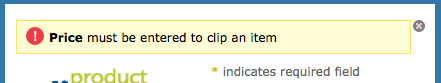 Price must be entered to clip an item
product
* indicates required field